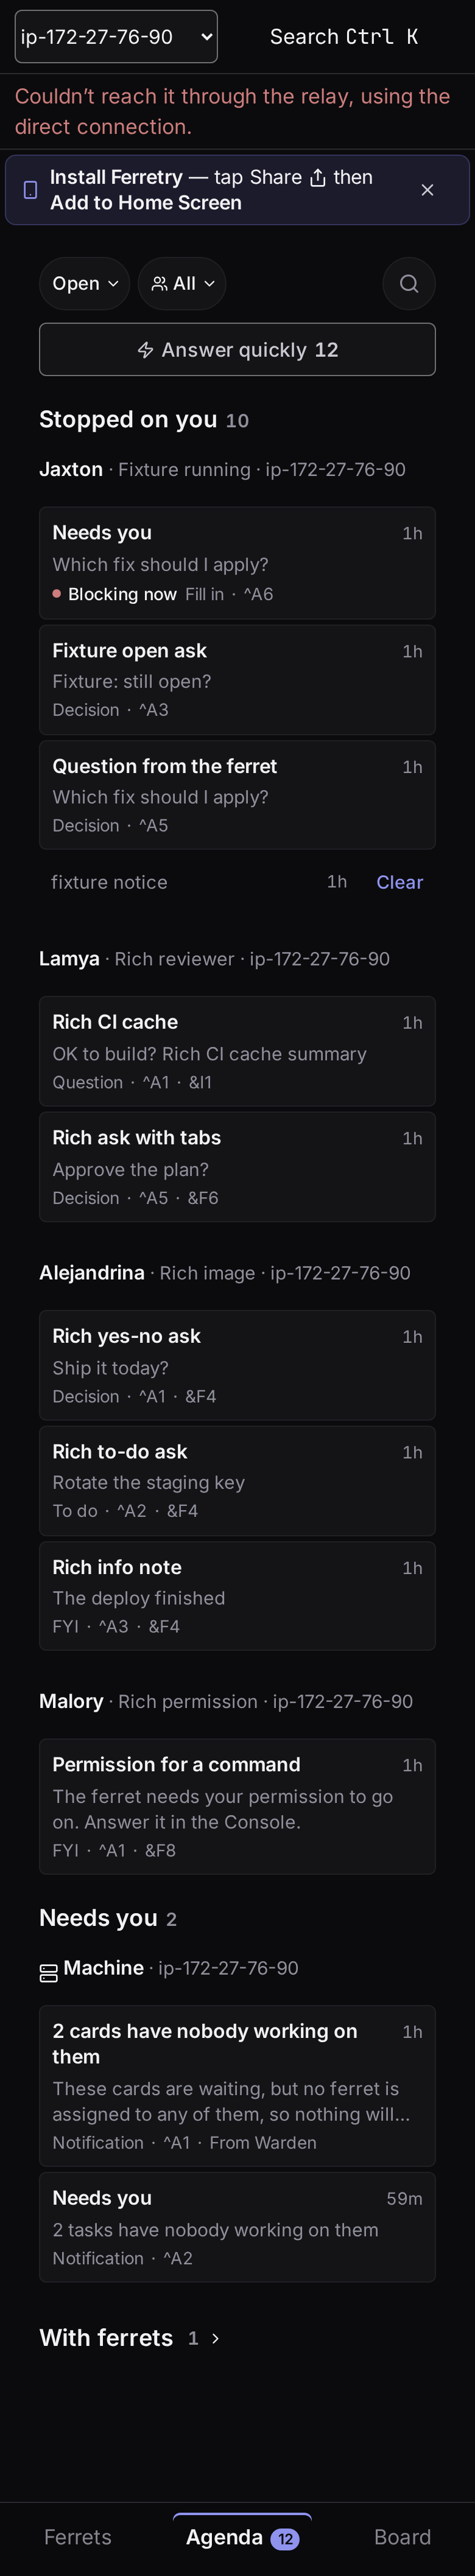 ip-172-27-76-90
Search Ctrl K
Couldn’t reach it through the relay, using the
direct connection.
Install Ferretry — tap Share then
Add to Home Screen
Open
All
Answer quickly 12
Stopped on you 10
Jaxton · Fixture running · ip-172-27-76-90
Needs you 1h
Which fix should I apply?
Blocking now Fill in · ^A6
Fixture open ask 1h
Fixture: still open?
Decision · ^A3
Question from the ferret 1h
Which fix should I apply?
Decision · ^A5
fixture notice 1h Clear
Lamya · Rich reviewer · ip-172-27-76-90
Rich CI cache 1h
OK to build? Rich CI cache summary
Question · ^A1 · &I1
Rich ask with tabs 1h
Approve the plan?
Decision · ^A5 · &F6
Alejandrina · Rich image · ip-172-27-76-90
Rich yes-no ask 1h
Ship it today?
Decision · ^A1 · &F4
Rich to-do ask 1h
Rotate the staging key
To do · ^A2 · &F4
Rich info note 1h
The deploy finished
FYI · ^A3 · &F4
Malory · Rich permission · ip-172-27-76-90
Permission for a command 1h
The ferret needs your permission to go
on. Answer it in the Console.
FYI · ^A1 · &F8
Needs you 2
Machine · ip-172-27-76-90
2 cards have nobody working on 1h
them
These cards are waiting, but no ferret is
assigned to any of them, so nothing will…
Notification · ^A1 · From Warden
Needs you 59m
2 tasks have nobody working on them
Notification · ^A2
With ferrets 1
Ferrets
Agenda 12
Board